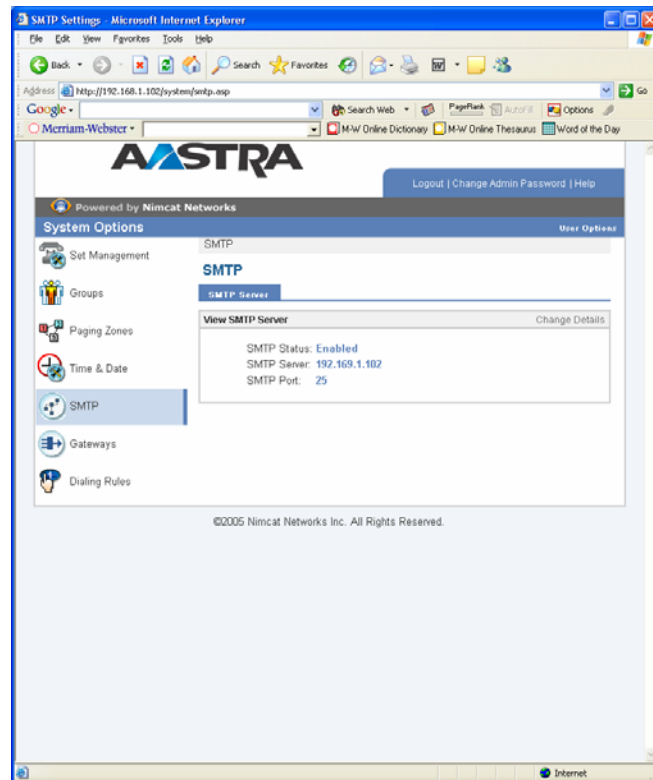 SMTP Settings - Microsoft Internet Explorer
File Edit View Favorites Tools Help
Back Search Favorites
Address http://192.168.1.102/system/smtp.asp Go
Google Search Web PageRank AutoFill Options
Merriam-Webster M-W Online Dictionary M-W Online Thesaurus Word of the Day
AASTRA
Logout | Change Admin Password | Help
Powered by Nimcat Networks
System Options User Options
Set Management
Groups
Paging Zones
Time & Date
SMTP
Gateways
Dialing Rules
SMTP
SMTP
SMTP Server
View SMTP Server Change Details
SMTP Status: Enabled
SMTP Server: 192.169.1.102
SMTP Port: 25
©2005 Nimcat Networks Inc. All Rights Reserved.
Internet